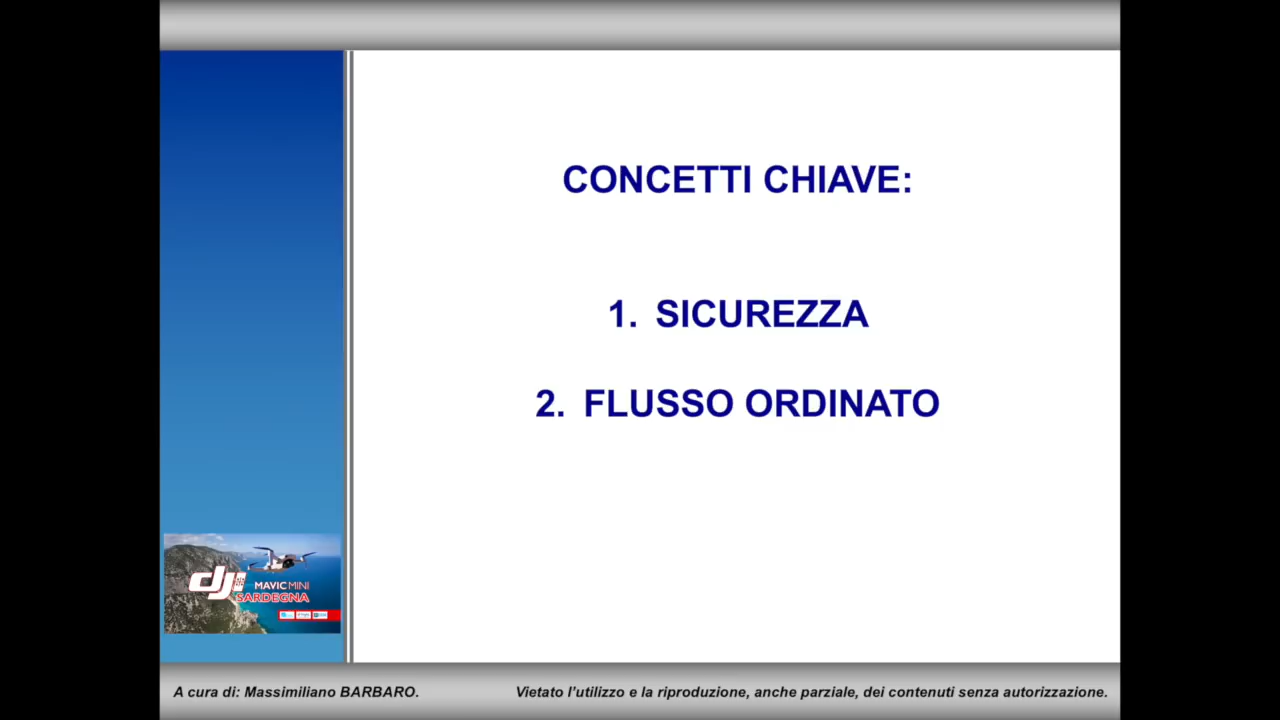 CONCETTI CHIAVE:
1. SICUREZZA
2. FLUSSO ORDINATO
dji
MAVIC MINI
SARDEGNA
A cura di: Massimiliano BARBARO.
Vietato l'utilizzo e la riproduzione, anche parziale, dei contenuti senza autorizzazione.